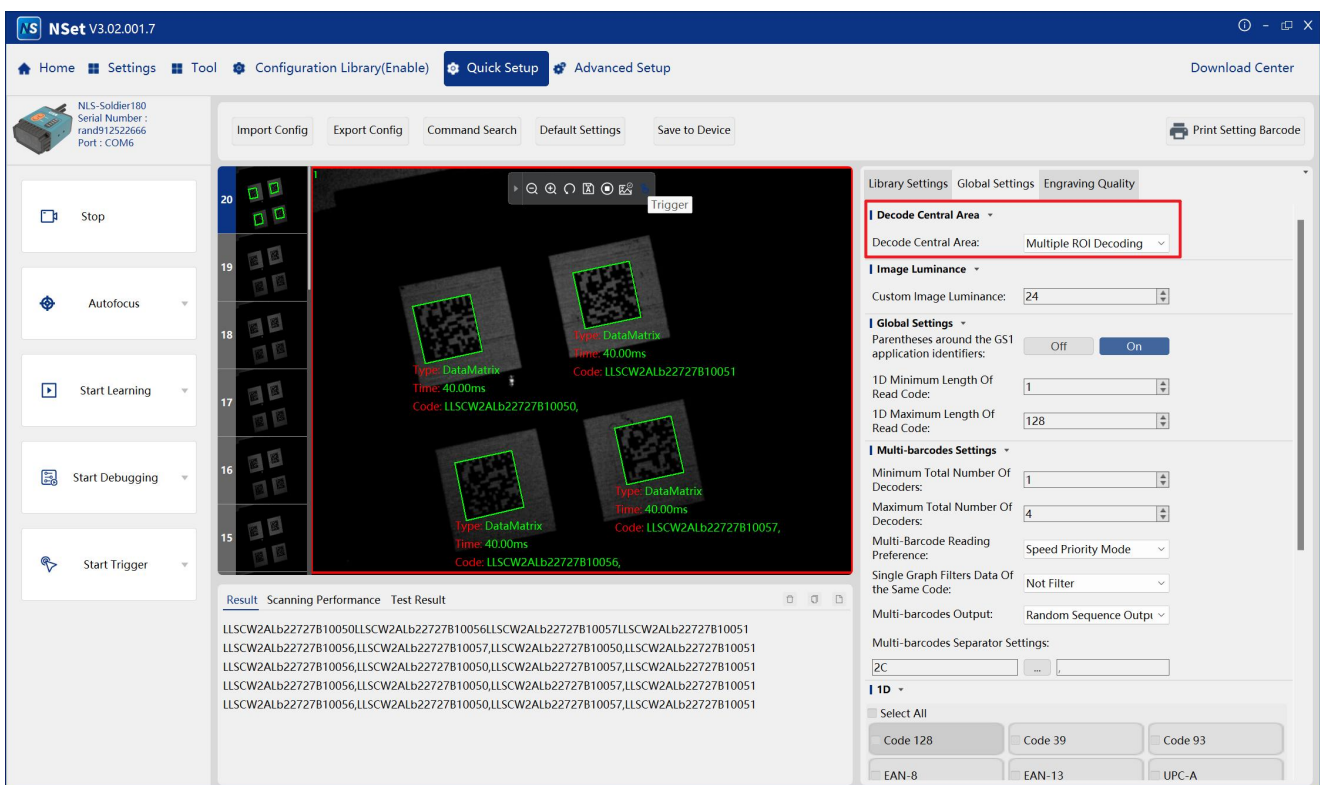 NS NSet V3.02.001.7
Home Settings Tool Configuration Library(Enable) Quick Setup Advanced Setup Download Center
NLS-Soldier180
Serial Number :
rand912522666
Port : COM6
Import Config Export Config Command Search Default Settings Save to Device Print Setting Barcode
Stop
Autofocus
Start Learning
Start Debugging
Start Trigger
20
19
18
17
16
15
1
Trigger
Type: DataMatrix
Time: 40.00ms
Code: LLSCW2ALb22727B10051
Type: DataMatrix
Time: 40.00ms
Code: LLSCW2ALb22727B10050,
Type: DataMatrix
Time: 40.00ms
Code: LLSCW2ALb22727B10057,
Type: DataMatrix
Time: 40.00ms
Code: LLSCW2ALb22727B10056,
Result Scanning Performance Test Result
LLSCW2ALb22727B10050LLSCW2ALb22727B10056LLSCW2ALb22727B10057LLSCW2ALb22727B10051
LLSCW2ALb22727B10056,LLSCW2ALb22727B10057,LLSCW2ALb22727B10050,LLSCW2ALb22727B10051
LLSCW2ALb22727B10056,LLSCW2ALb22727B10050,LLSCW2ALb22727B10057,LLSCW2ALb22727B10051
LLSCW2ALb22727B10056,LLSCW2ALb22727B10050,LLSCW2ALb22727B10057,LLSCW2ALb22727B10051
LLSCW2ALb22727B10056,LLSCW2ALb22727B10050,LLSCW2ALb22727B10057,LLSCW2ALb22727B10051
Library Settings Global Settings Engraving Quality
Decode Central Area
Decode Central Area: Multiple ROI Decoding
Image Luminance
Custom Image Luminance: 24
Global Settings
Parentheses around the GS1
application identifiers: Off On
1D Minimum Length Of
Read Code: 1
1D Maximum Length Of
Read Code: 128
Multi-barcodes Settings
Minimum Total Number Of
Decoders: 1
Maximum Total Number Of
Decoders: 4
Multi-Barcode Reading
Preference: Speed Priority Mode
Single Graph Filters Data Of
the Same Code: Not Filter
Multi-barcodes Output: Random Sequence Outpu
Multi-barcodes Separator Settings:
2C ... ,
1D
Select All
Code 128 Code 39 Code 93
EAN-8 EAN-13 UPC-A